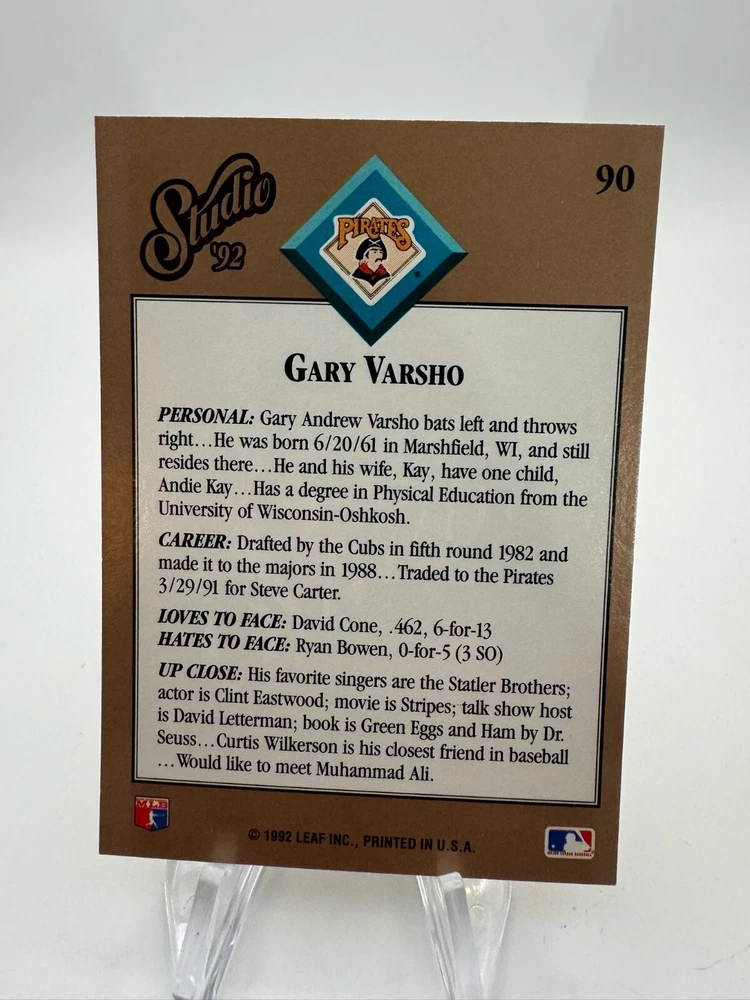 Studio
'92
90
PIRATES
®
GARY VARSHO
PERSONAL: Gary Andrew Varsho bats left and throws
right...He was born 6/20/61 in Marshfield, WI, and still
resides there...He and his wife, Kay, have one child,
Andie Kay...Has a degree in Physical Education from the
University of Wisconsin-Oshkosh.
CAREER: Drafted by the Cubs in fifth round 1982 and
made it to the majors in 1988...Traded to the Pirates
3/29/91 for Steve Carter.
LOVES TO FACE: David Cone, .462, 6-for-13
HATES TO FACE: Ryan Bowen, 0-for-5 (3 SO)
UP CLOSE: His favorite singers are the Statler Brothers;
actor is Clint Eastwood; movie is Stripes; talk show host
is David Letterman; book is Green Eggs and Ham by Dr.
Seuss...Curtis Wilkerson is his closest friend in baseball
...Would like to meet Muhammad Ali.
© 1992 LEAF INC., PRINTED IN U.S.A.
MAJOR LEAGUE BASEBALL